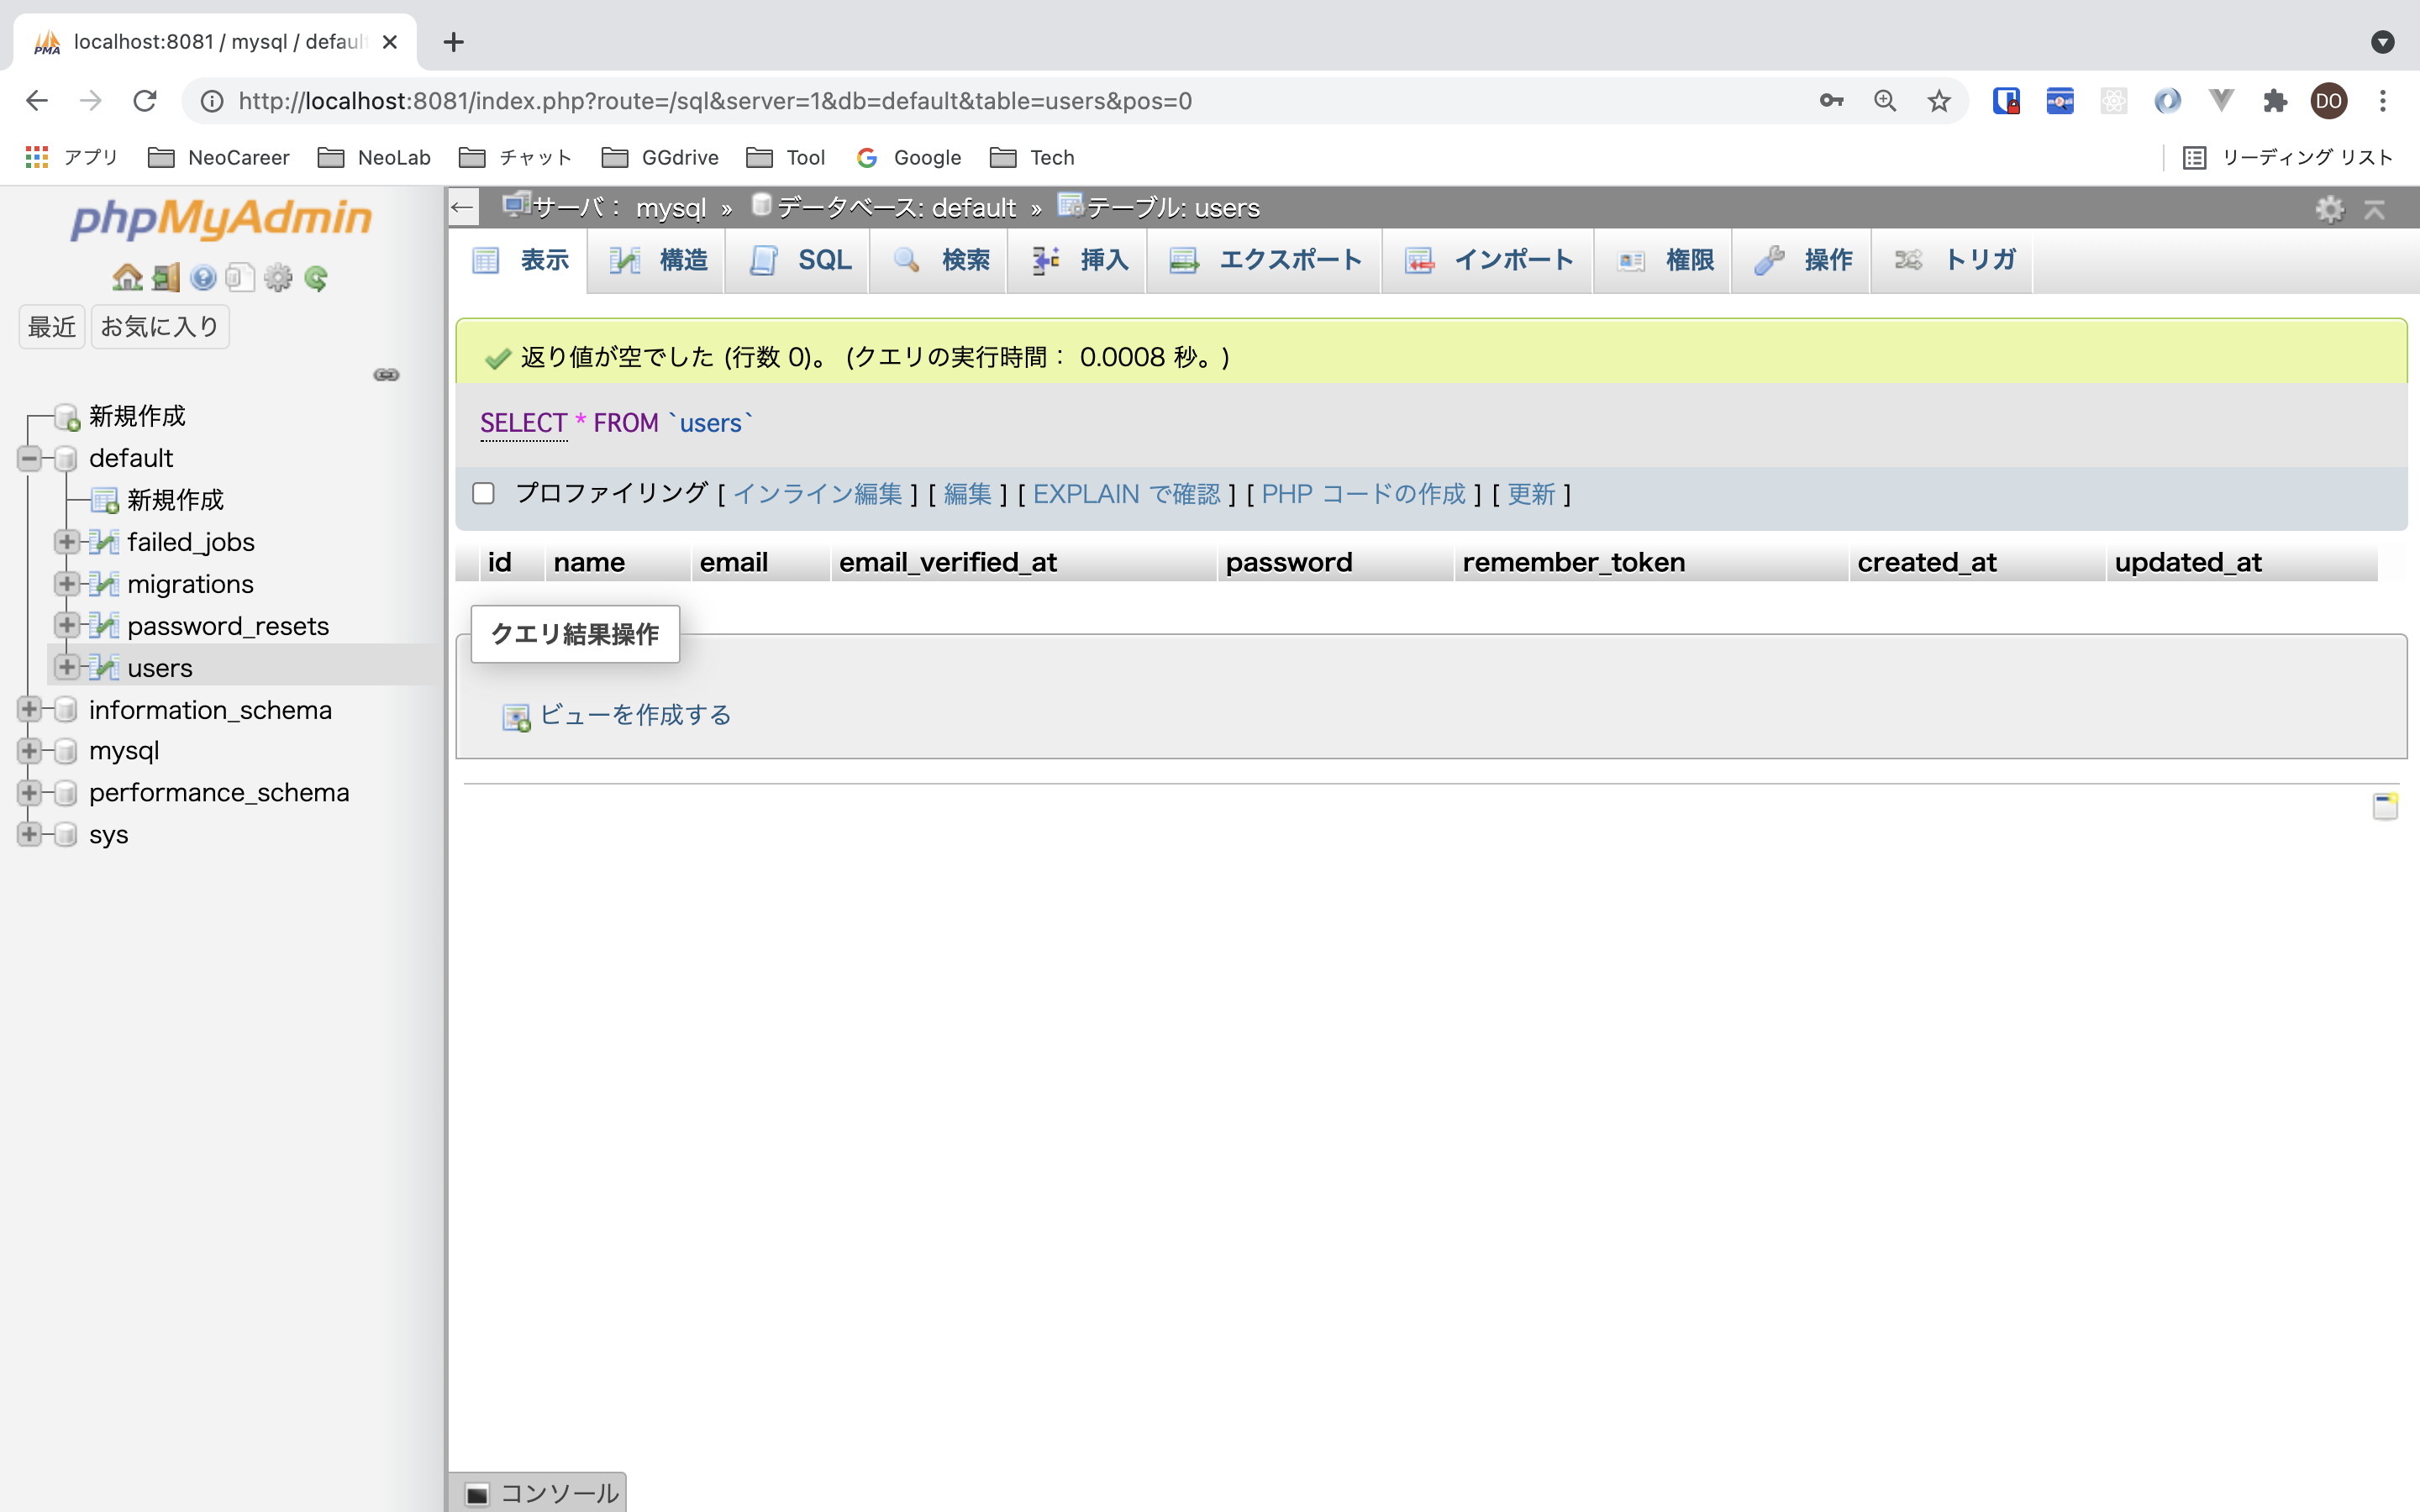 localhost:8081 / mysql / defaul
http://localhost:8081/index.php?route=/sql&server=1&db=default&table=users&pos=0
DO
アプリ NeoCareer NeoLab チャット GGdrive Tool Google Tech リーディング リスト
phpMyAdmin
最近 お気に入り
新規作成
default
新規作成
failed_jobs
migrations
password_resets
users
information_schema
mysql
performance_schema
sys
サーバ： mysql » データベース: default » テーブル: users
表示 構造 SQL 検索 挿入 エクスポート インポート 権限 操作 トリガ
返り値が空でした (行数 0)。 (クエリの実行時間： 0.0008 秒。)
SELECT * FROM `users`
プロファイリング [ インライン編集 ] [ 編集 ] [ EXPLAIN で確認 ] [ PHP コードの作成 ] [ 更新 ]
id name email email_verified_at password remember_token created_at updated_at
クエリ結果操作
ビューを作成する
コンソール